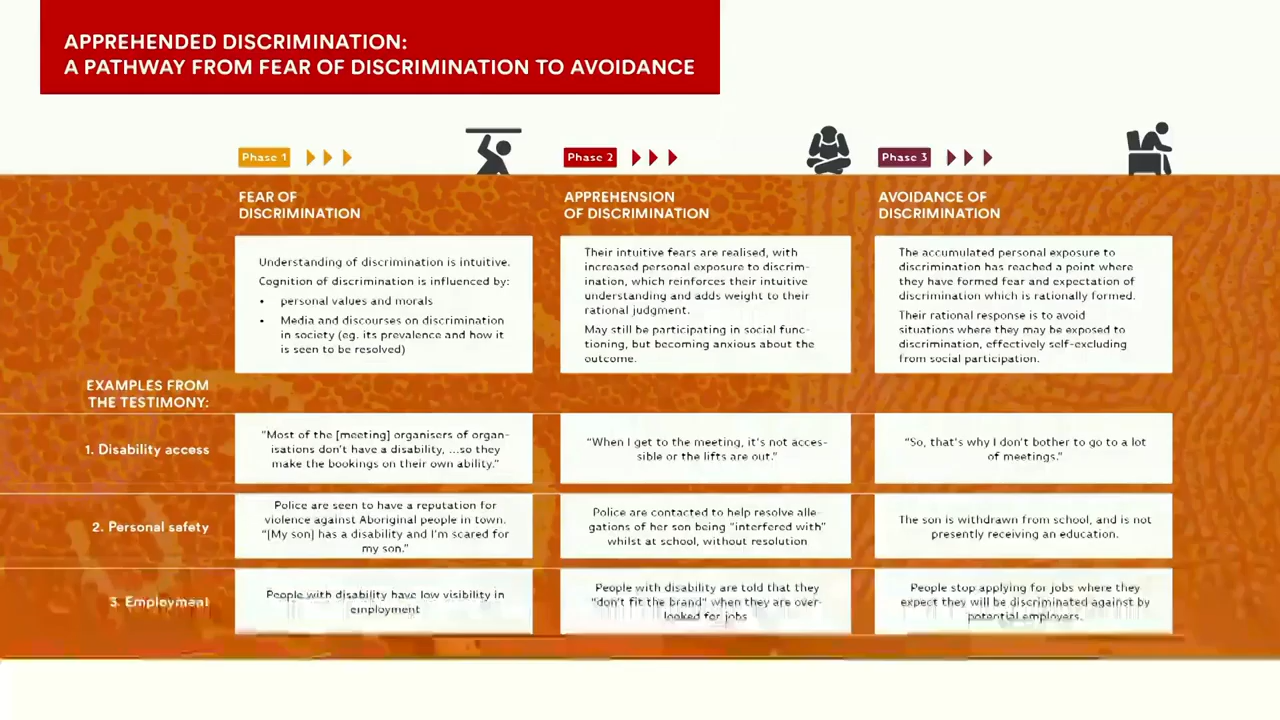 APPREHENDED DISCRIMINATION:
A PATHWAY FROM FEAR OF DISCRIMINATION TO AVOIDANCE
Phase 1
Phase 2
Phase 3
FEAR OF
DISCRIMINATION
APPREHENSION
OF DISCRIMINATION
AVOIDANCE OF
DISCRIMINATION
Understanding of discrimination is intuitive.
Cognition of discrimination is influenced by:
• personal values and morals
• Media and discourses on discrimination
in society (eg. its prevalence and how it
is seen to be resolved)
Their intuitive fears are realised, with
increased personal exposure to discrim-
ination, which reinforces their intuitive
understanding and adds weight to their
rational judgment.
May still be participating in social func-
tioning, but becoming anxious about the
outcome.
The accumulated personal exposure to
discrimination has reached a point where
they have formed fear and expectation of
discrimination which is rationally formed.
Their rational response is to avoid
situations where they may be exposed to
discrimination, effectively self-excluding
from social participation.
EXAMPLES FROM
THE TESTIMONY:
1. Disability access
"Most of the [meeting] organisers of organ-
isations don't have a disability, ...so they
make the bookings on their own ability."
"When I get to the meeting, it's not acces-
sible or the lifts are out."
"So, that's why I don't bother to go to a lot
of meetings."
2. Personal safety
Police are seen to have a reputation for
violence against Aboriginal people in town.
"[My son] has a disability and I'm scared for
my son."
Police are contacted to help resolve alle-
gations of her son being "interfered with"
whilst at school, without resolution
The son is withdrawn from school, and is not
presently receiving an education.
3. Employment
People with disability have low visibility in
employment
People with disability are told that they
"don't fit the brand" when they are over-
looked for jobs
People stop applying for jobs where they
expect they will be discriminated against by
potential employers.